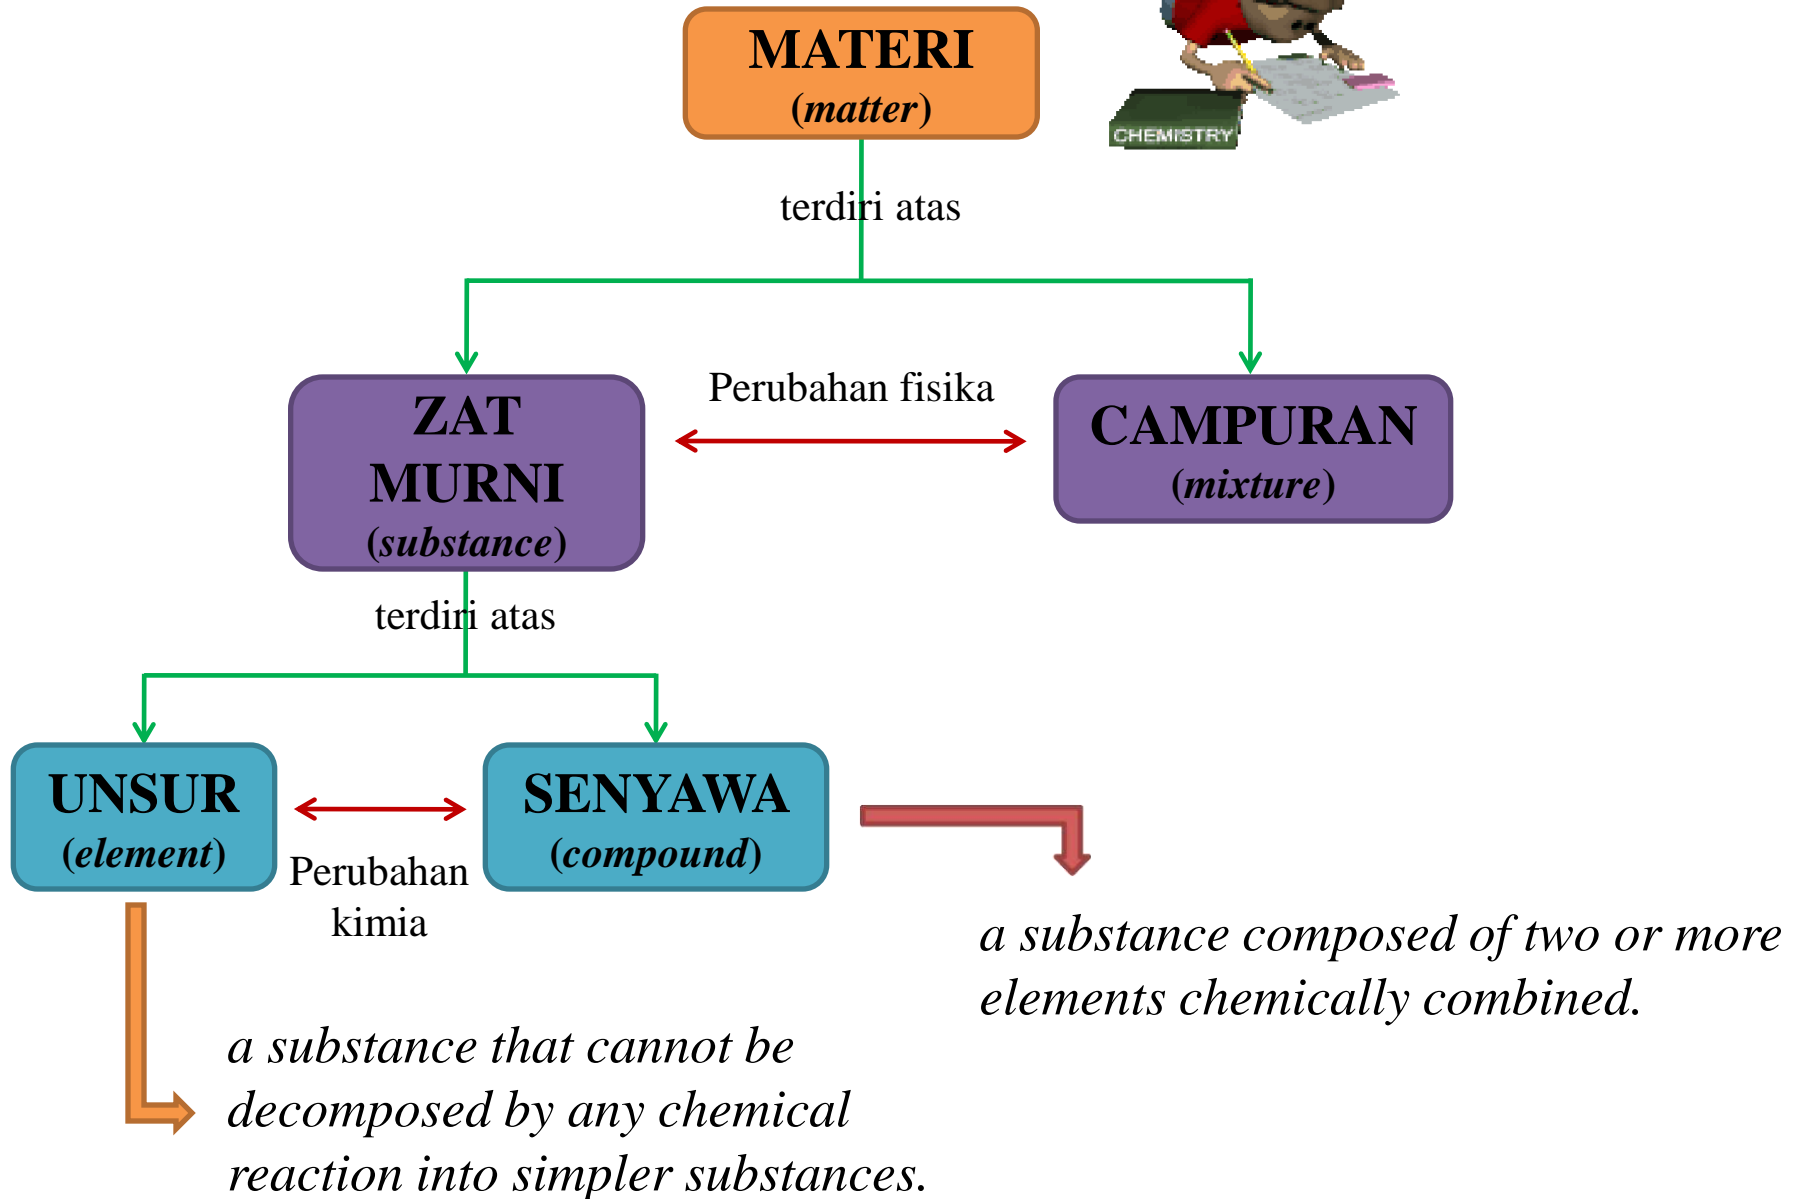 MATERI
(matter)
CHEMISTRY
terdiri atas
Perubahan fisika
ZAT
MURNI
(substance)
CAMPURAN
(mixture)
terdiri atas
UNSUR
(element)
SENYAWA
(compound)
Perubahan
kimia
a substance composed of two or more
elements chemically combined.
a substance that cannot be
decomposed by any chemical
reaction into simpler substances.